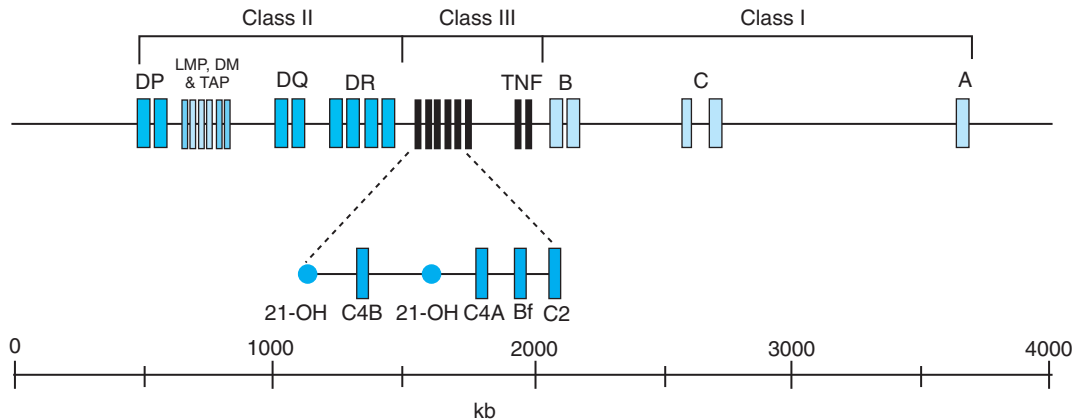 Class II Class III Class I
DP LMP, DM DQ DR TNF B C A
& TAP
21-OH C4B 21-OH C4A Bf C2
0 1000 2000 3000 4000
kb